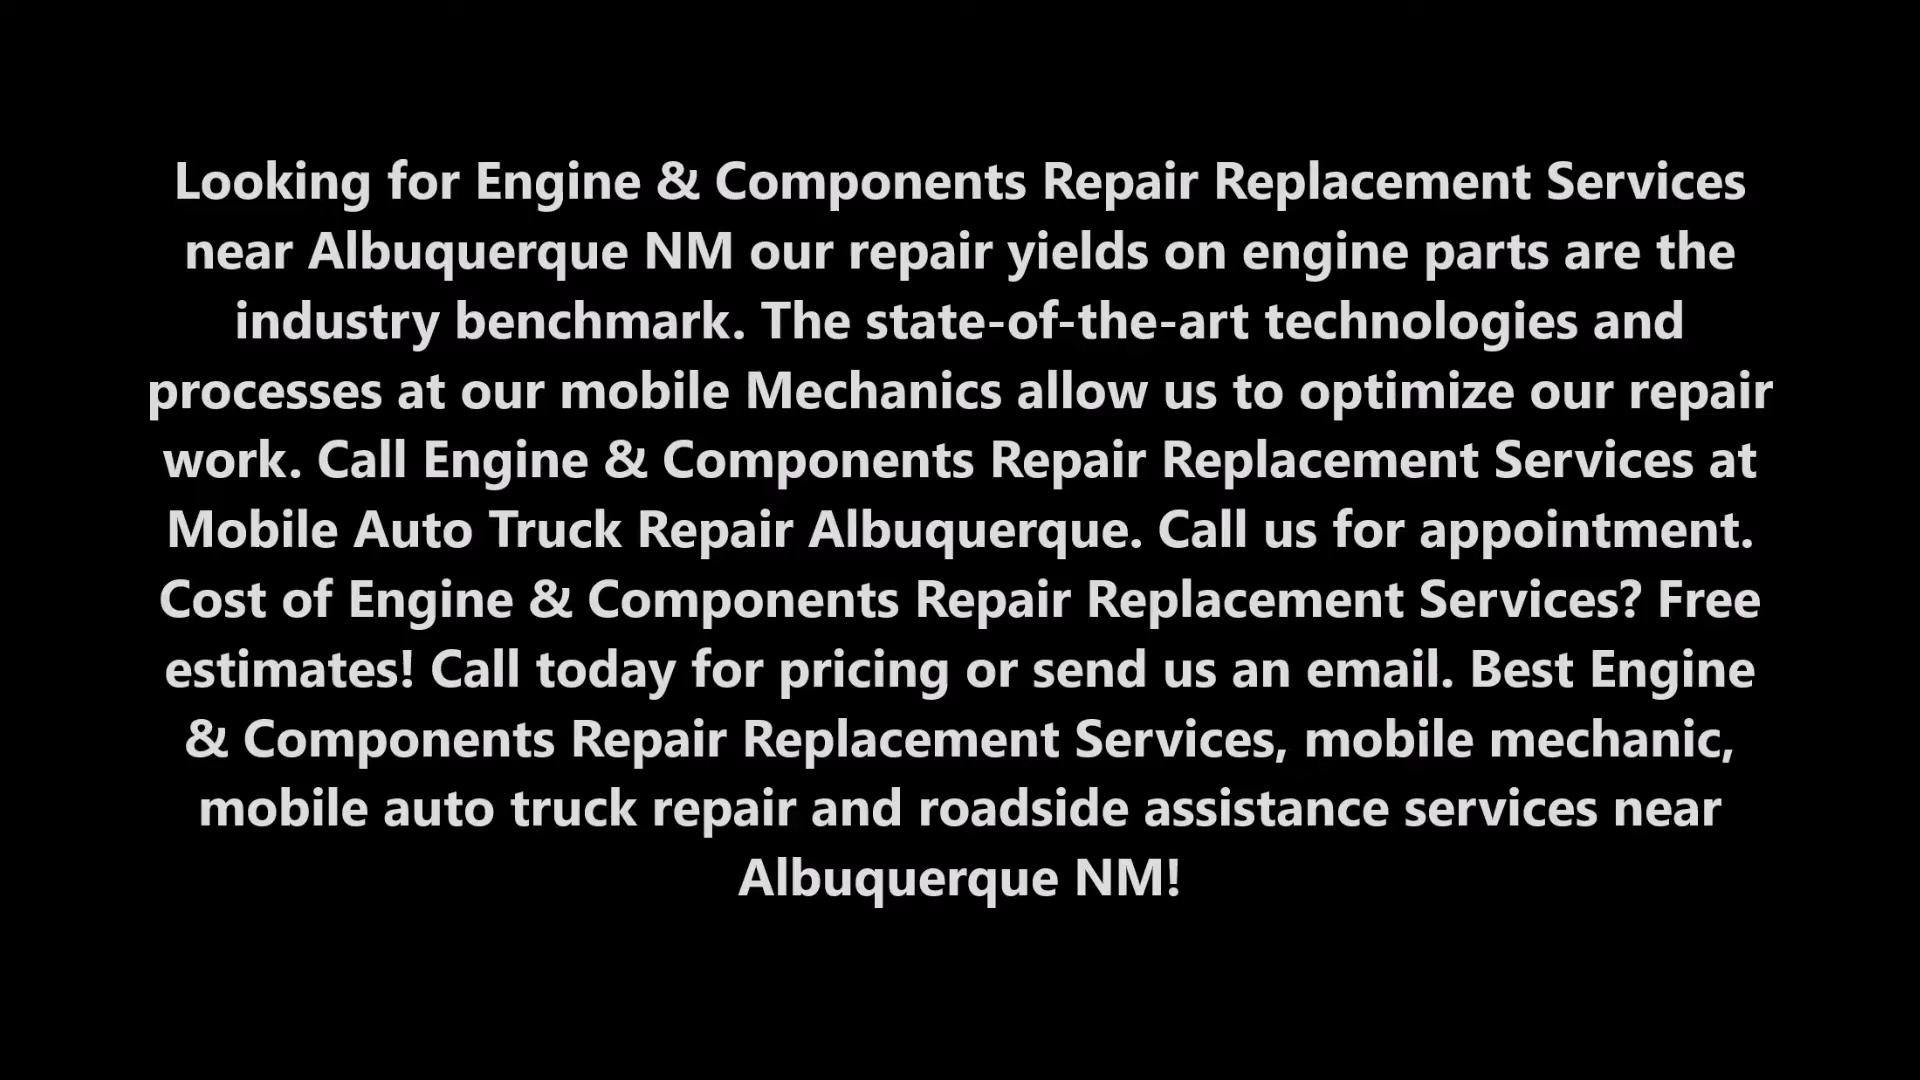 Looking for Engine & Components Repair Replacement Services
near Albuquerque NM our repair yields on engine parts are the
industry benchmark. The state-of-the-art technologies and
processes at our mobile Mechanics allow us to optimize our repair
work. Call Engine & Components Repair Replacement Services at
Mobile Auto Truck Repair Albuquerque. Call us for appointment.
Cost of Engine & Components Repair Replacement Services? Free
estimates! Call today for pricing or send us an email. Best Engine
& Components Repair Replacement Services, mobile mechanic,
mobile auto truck repair and roadside assistance services near
Albuquerque NM!